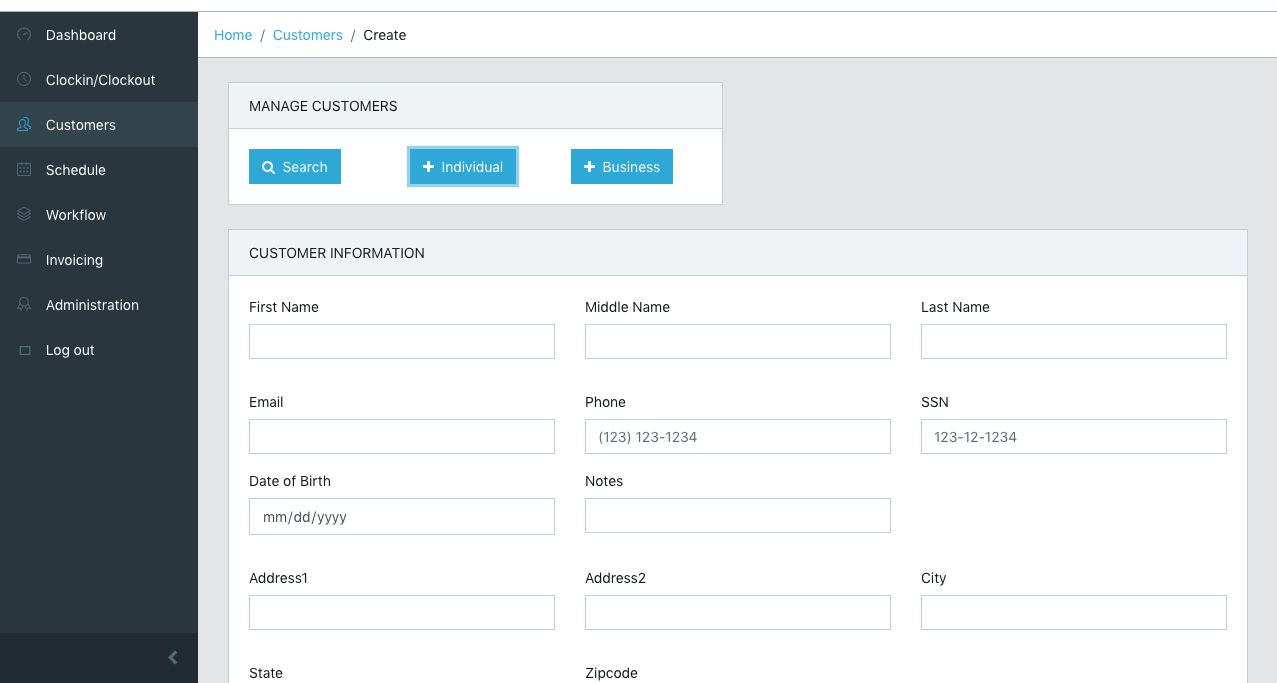 Dashboard
Clockin/Clockout
Customers
Schedule
Workflow
Invoicing
Administration
Log out
Home / Customers / Create
MANAGE CUSTOMERS
Search Individual Business
CUSTOMER INFORMATION
First Name Middle Name Last Name
Email Phone SSN
(123) 123-1234 123-12-1234
Date of Birth Notes
mm/dd/yyyy
Address1 Address2 City
State Zipcode